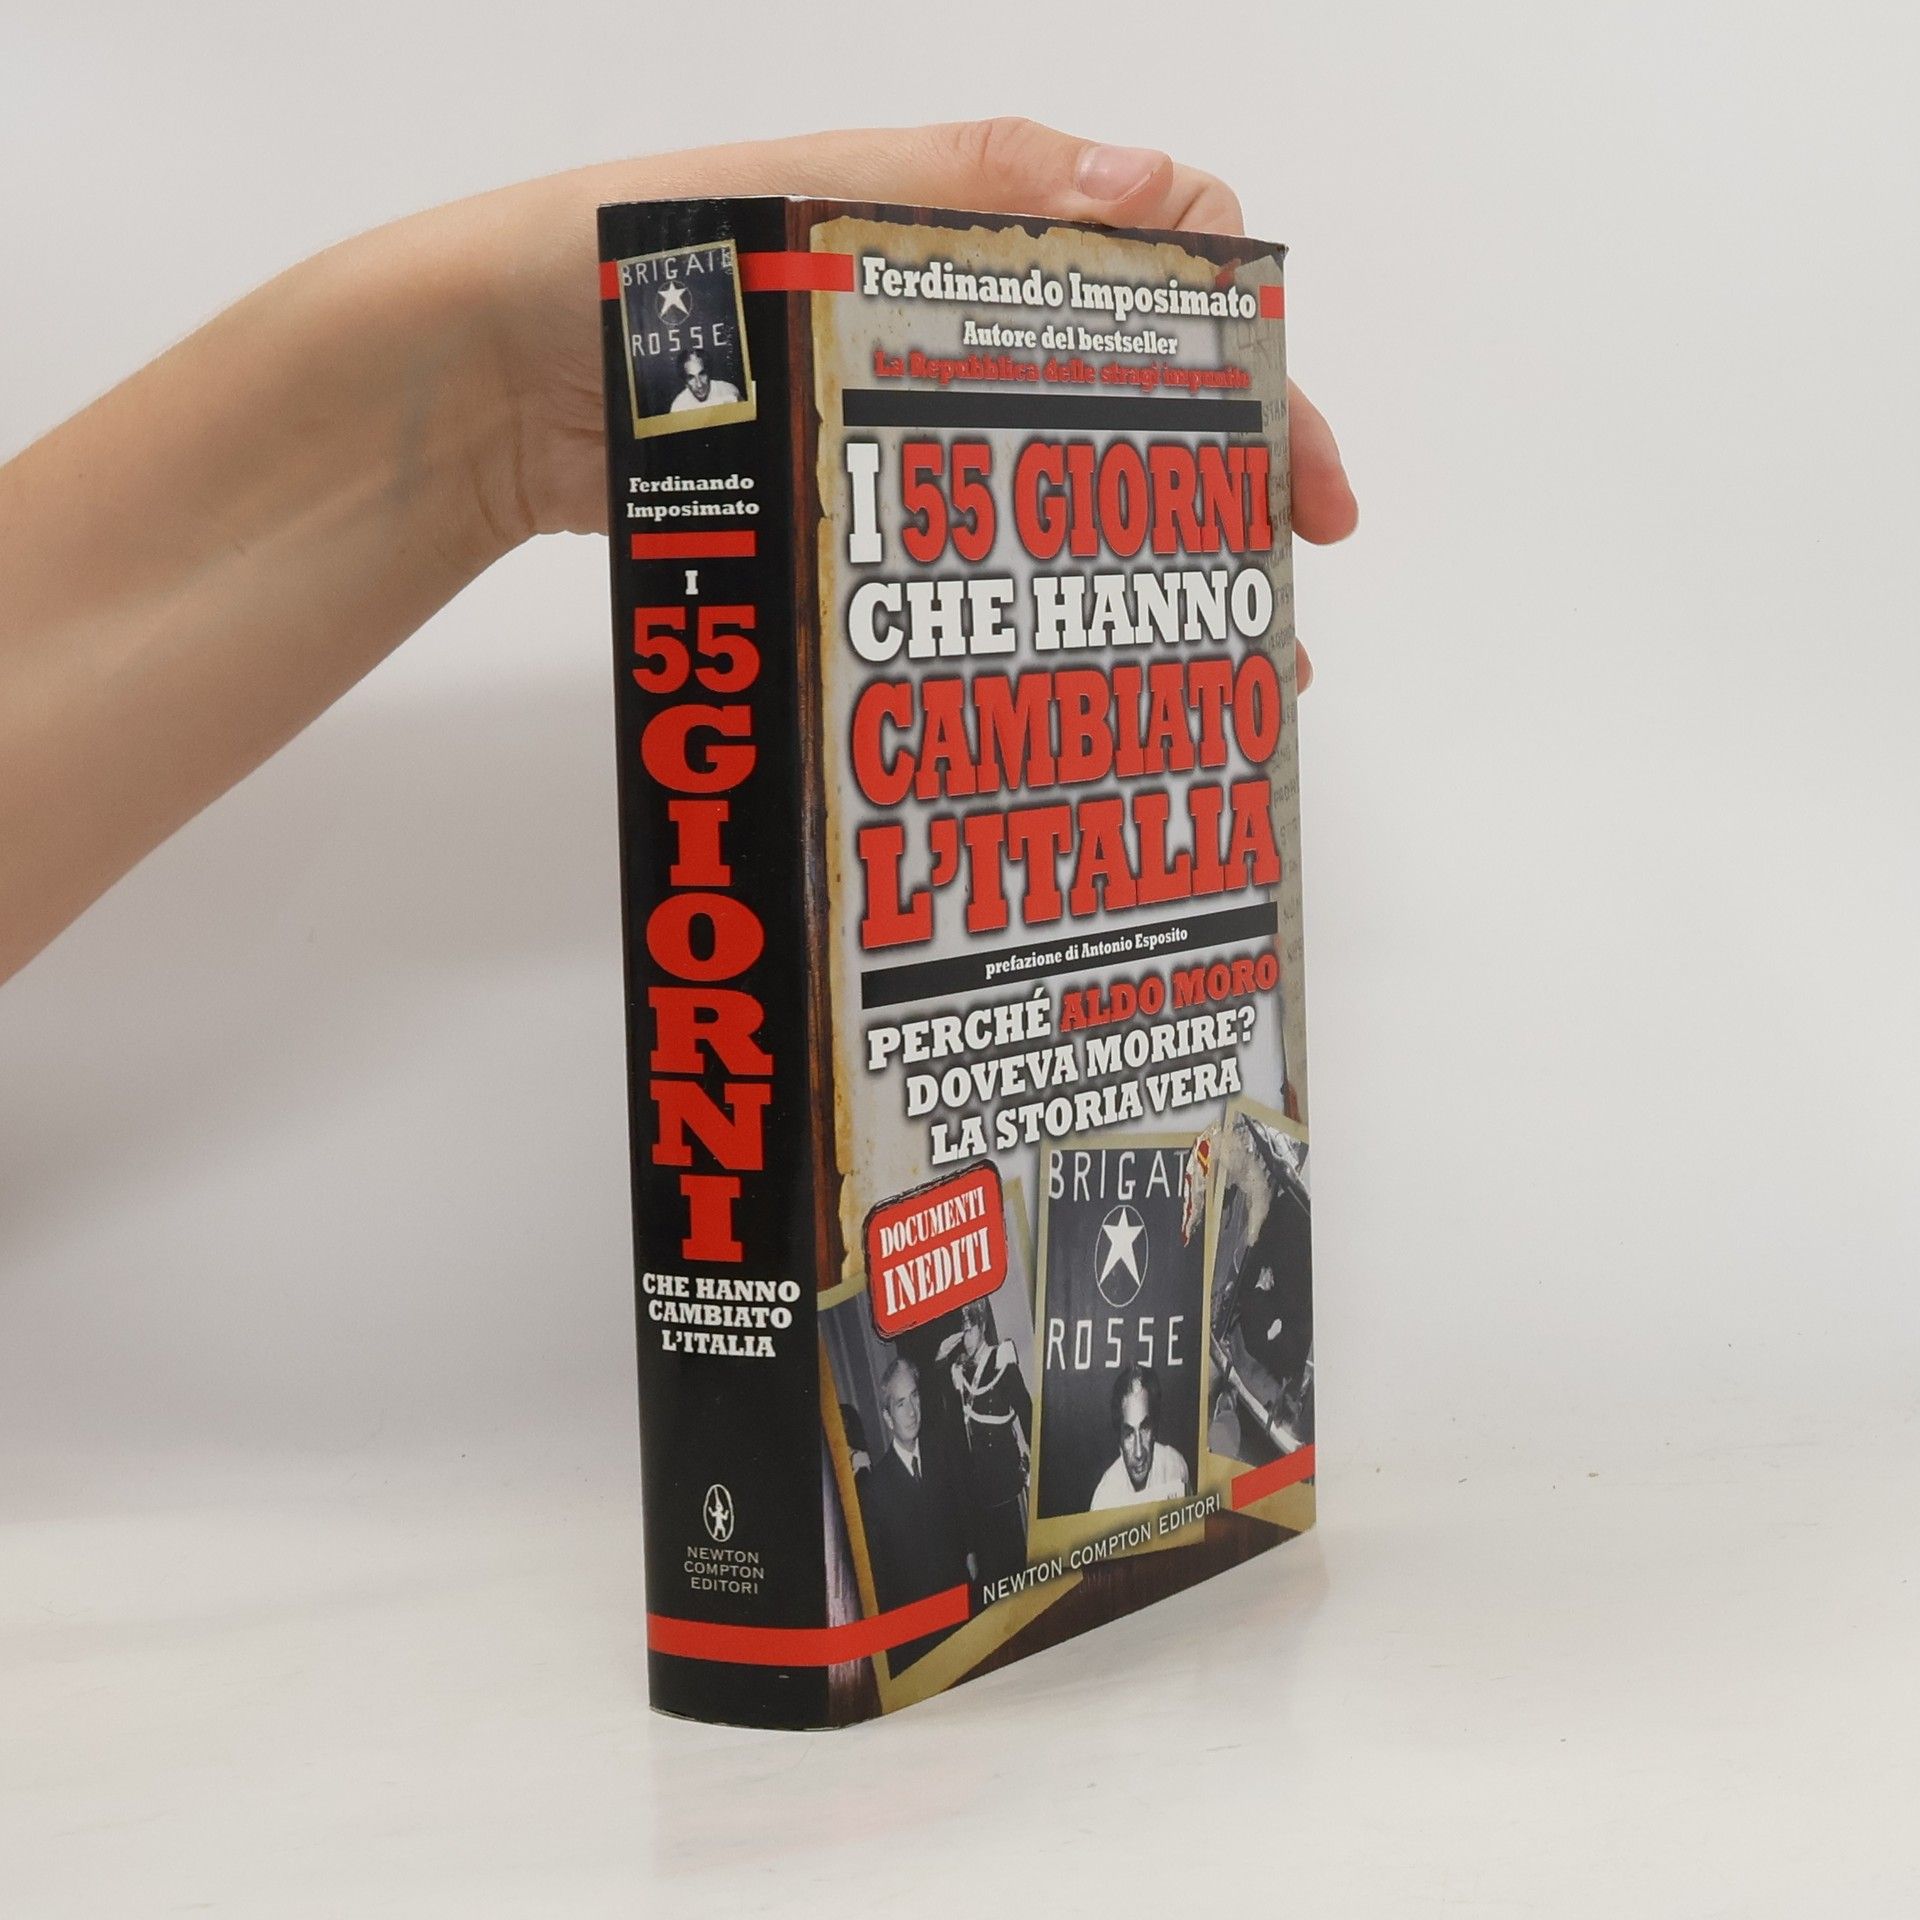 BRIGATE
ROSSE
Ferdinando
Imposimato
I
55
GIORNI
CHE HANNO
CAMBIATO
L'ITALIA
NEWTON
COMPTON
EDITORI
Ferdinando Imposimato
Autore del bestseller
La Repubblica delle stragi impunite
I 55 GIORNI
CHE HANNO
CAMBIATO
L'ITALIA
prefazione di Antonio Esposito
PERCHÉ ALDO MORO
DOVEVA MORIRE?
LA STORIA VERA
DOCUMENTI
INEDITI
BRIGAT
ROSSE
NEWTON COMPTON EDITORI